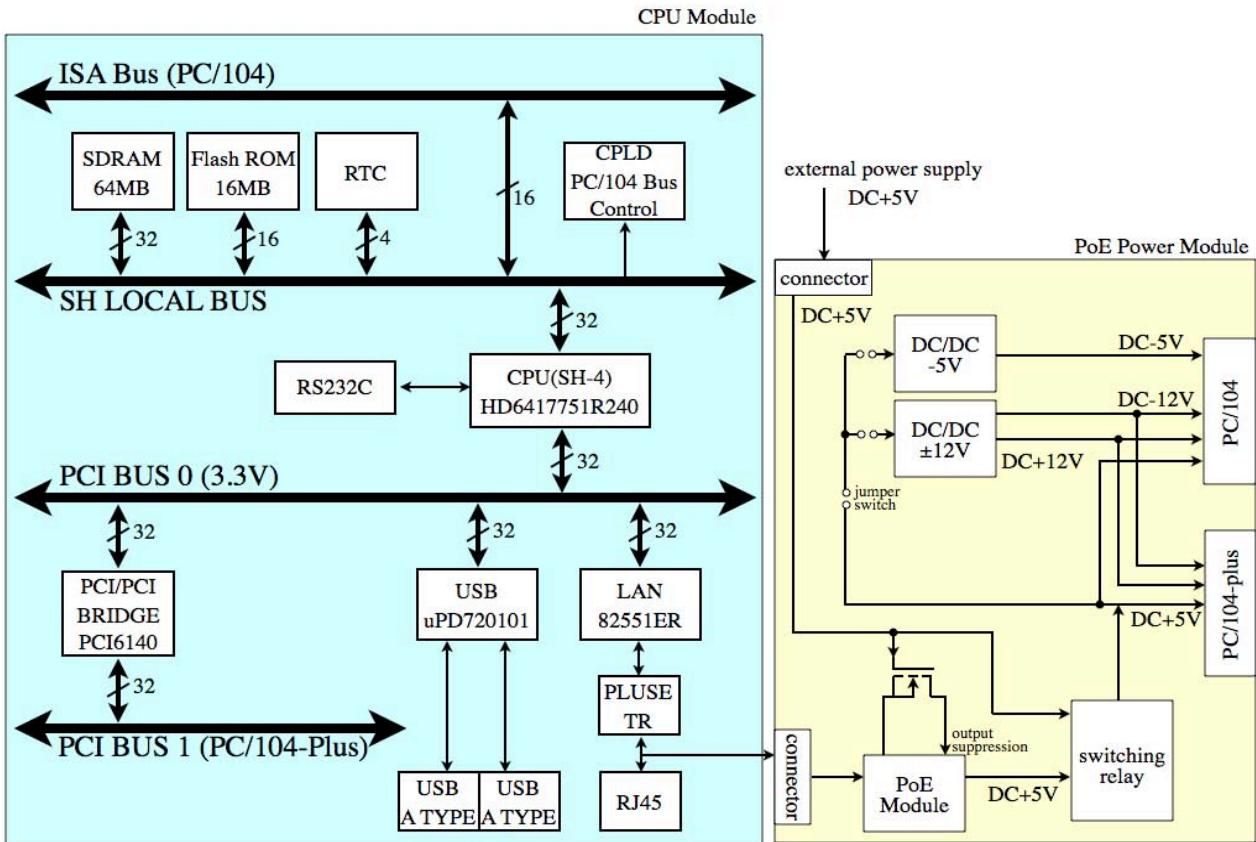 CPU Module
ISA Bus (PC/104)
SDRAM
64MB
Flash ROM
16MB
RTC
CPLD
PC/104 Bus
Control
16
32
16
4
SH LOCAL BUS
32
RS232C
CPU(SH-4)
HD6417751R240
32
PCI BUS 0 (3.3V)
32
32
32
PCI/PCI
BRIDGE
PCI6140
USB
uPD720101
LAN
82551ER
32
PLUSE
TR
PCI BUS 1 (PC/104-Plus)
USB
A TYPE
USB
A TYPE
RJ45
external power supply
DC+5V
PoE Power Module
connector
DC+5V
DC/DC
-5V
DC-5V
DC/DC
±12V
DC-12V
DC+12V
PC/104
jumper
switch
DC+5V
PC/104-plus
output
suppression
connector
PoE
Module
DC+5V
switching
relay